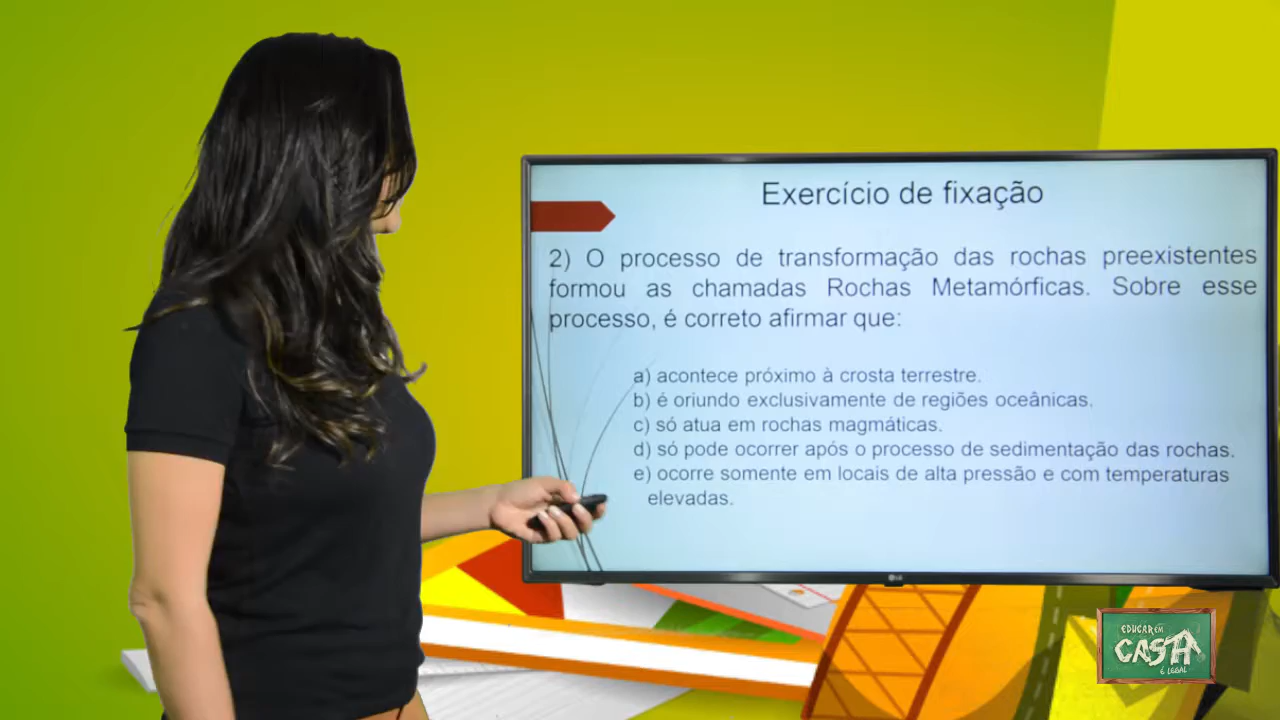 Exercício de fixação
2) O processo de transformação das rochas preexistentes
formou as chamadas Rochas Metamórficas. Sobre esse
processo, é correto afirmar que:
a) acontece próximo à crosta terrestre.
b) é oriundo exclusivamente de regiões oceânicas.
c) só atua em rochas magmáticas.
d) só pode ocorrer após o processo de sedimentação das rochas.
e) ocorre somente em locais de alta pressão e com temperaturas
elevadas.
LG
EDUCAR EM
CASA
É LEGAL